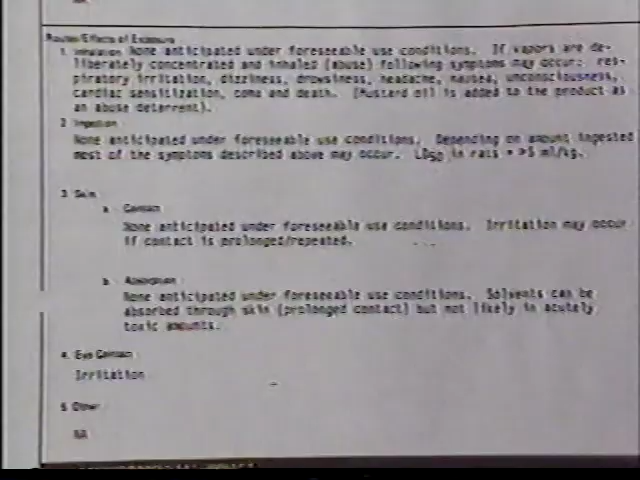 NA
Routes/Effects of Exposure
1. Inhalation None anticipated under foreseeable use conditions. If vapors are de-
liberately concentrated and inhaled (abuse) following symptoms may occur: res-
piratory irritation, dizziness, drowsiness, headache, nausea, unconsciousness,
cardiac sensitization, coma and death. (Mustard oil is added to the product as
an abuse deterrent).
2 Ingestion
None anticipated under foreseeable use conditions. Depending on amount ingested
most of the symptoms described above may occur. LD50 in rats = >5 ml/kg.
3 Skin
a. Contact
None anticipated under foreseeable use conditions. Irritation may occur
if contact is prolonged/repeated.
b. Absorption
None anticipated under foreseeable use conditions. Solvents can be
absorbed through skin (prolonged contact) but not likely in acutely
toxic amounts.
4. Eye Contact
Irritation
5 Other
NA